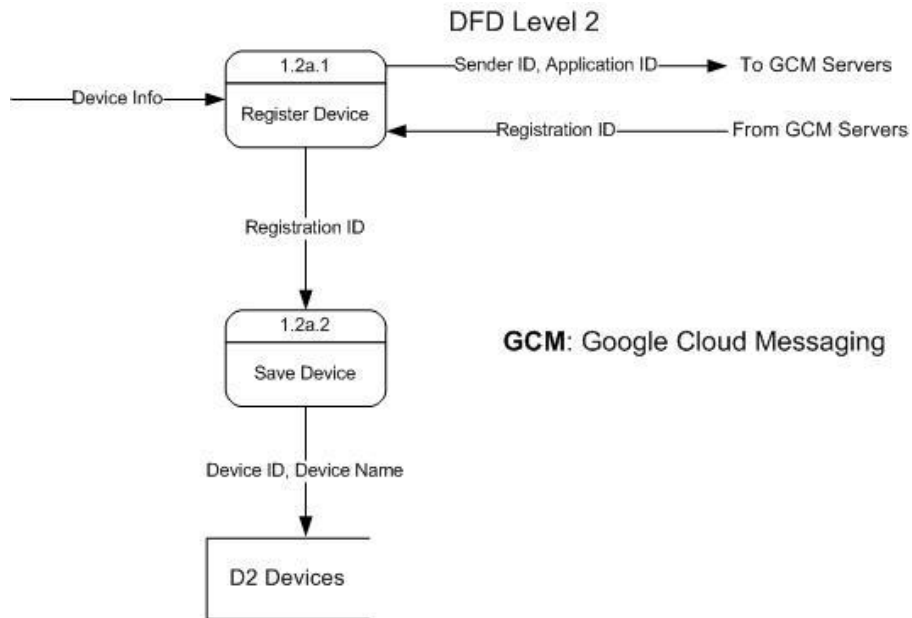 DFD Level 2
1.2a.1
Sender ID, Application ID
To GCM Servers
Device Info
Register Device
Registration ID
From GCM Servers
Registration ID
1.2a.2
GCM: Google Cloud Messaging
Save Device
Device ID, Device Name
D2 Devices